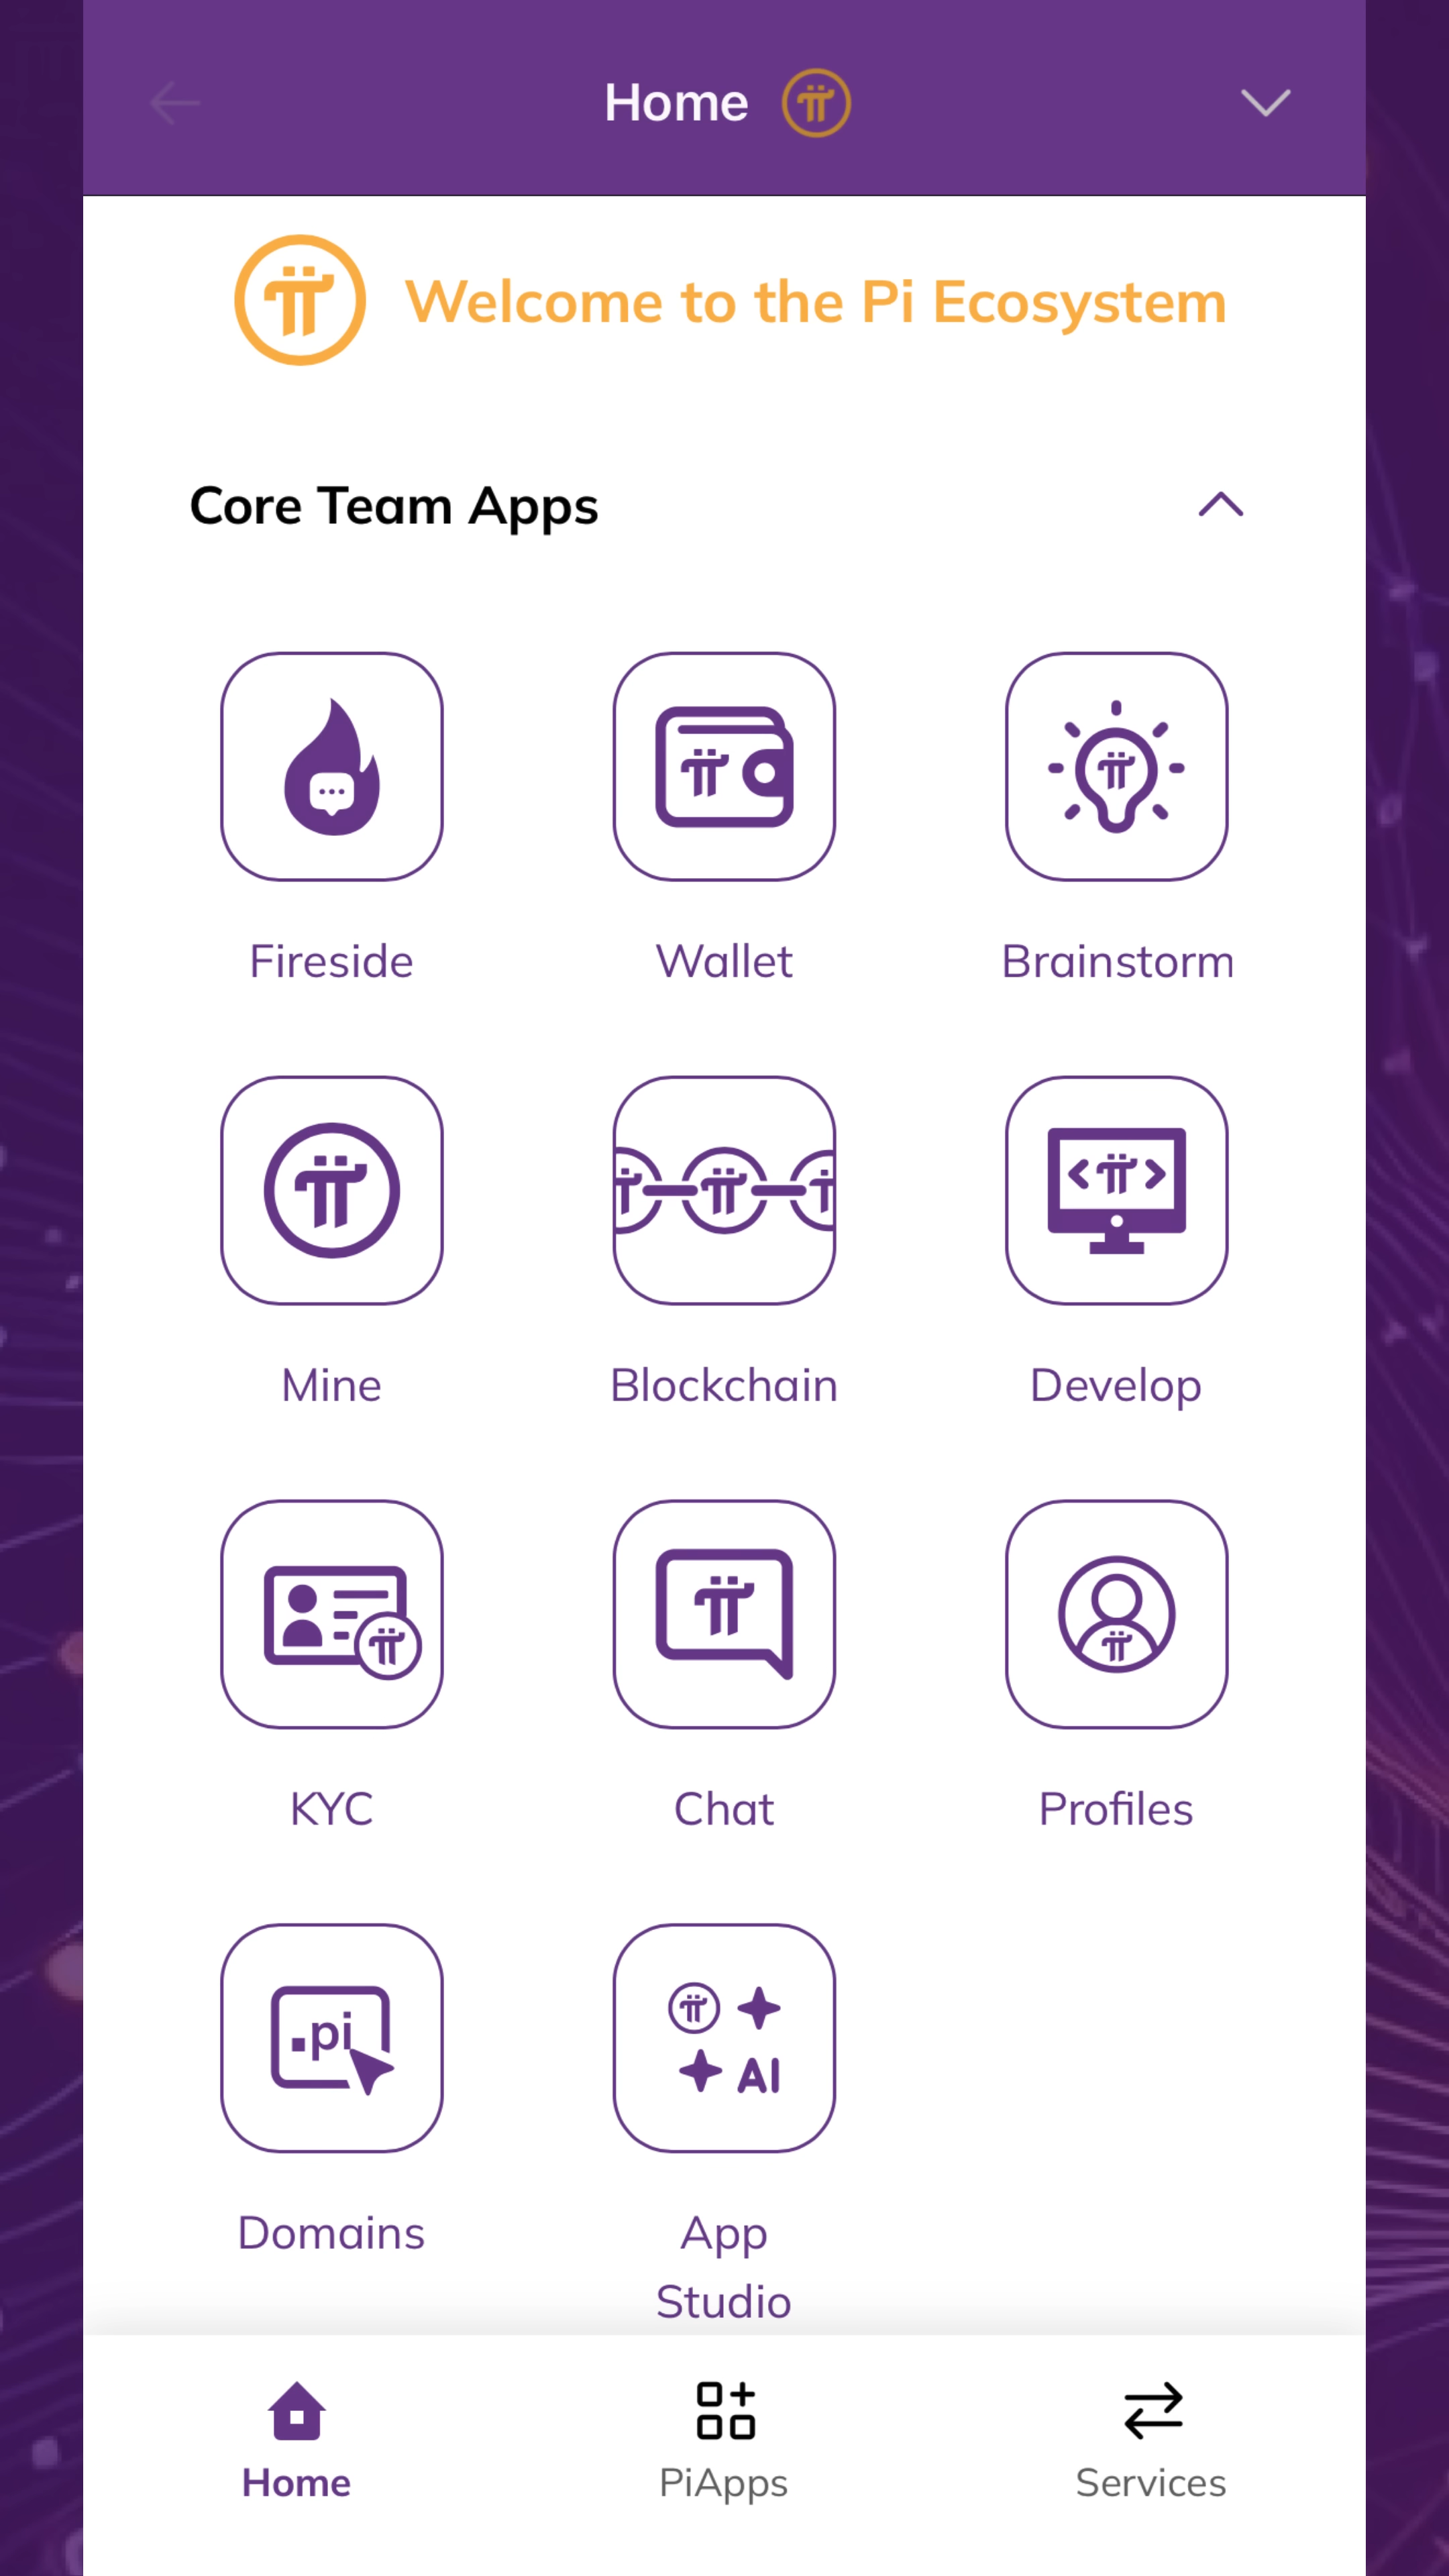 Home
Welcome to the Pi Ecosystem
Core Team Apps
Fireside
Wallet
Brainstorm
Mine
Blockchain
Develop
KYC
Chat
Profiles
.pi
AI
Domains
App
Studio
Home
PiApps
Services